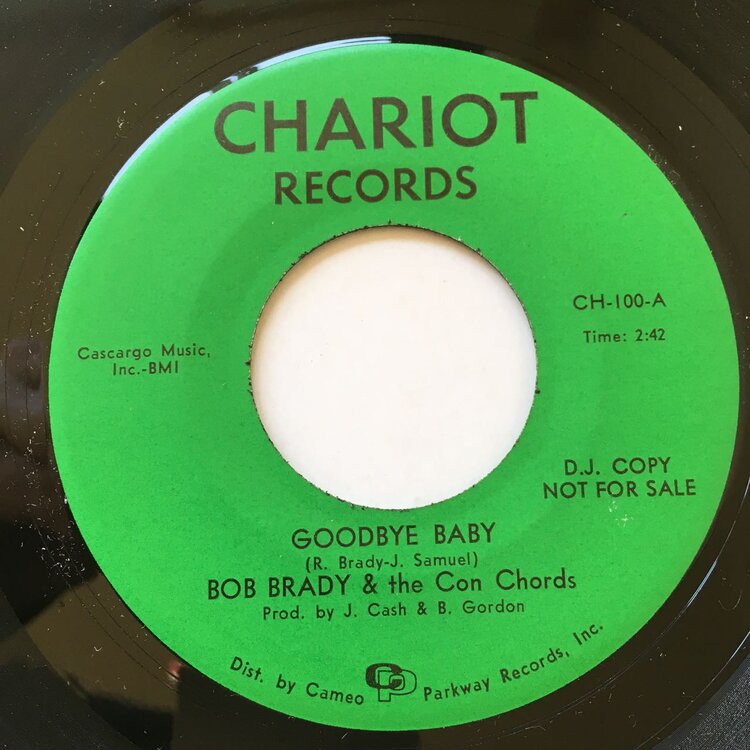 CHARIOT
RECORDS
CH-100-A
Time: 2:42
Cascargo Music,
Inc.-BMI
D.J. COPY
NOT FOR SALE
GOODBYE BABY
(R. Brady-J. Samuel)
BOB BRADY & the Con Chords
Prod. by J. Cash & B. Gordon
Dist. by Cameo CP Parkway Records, Inc.